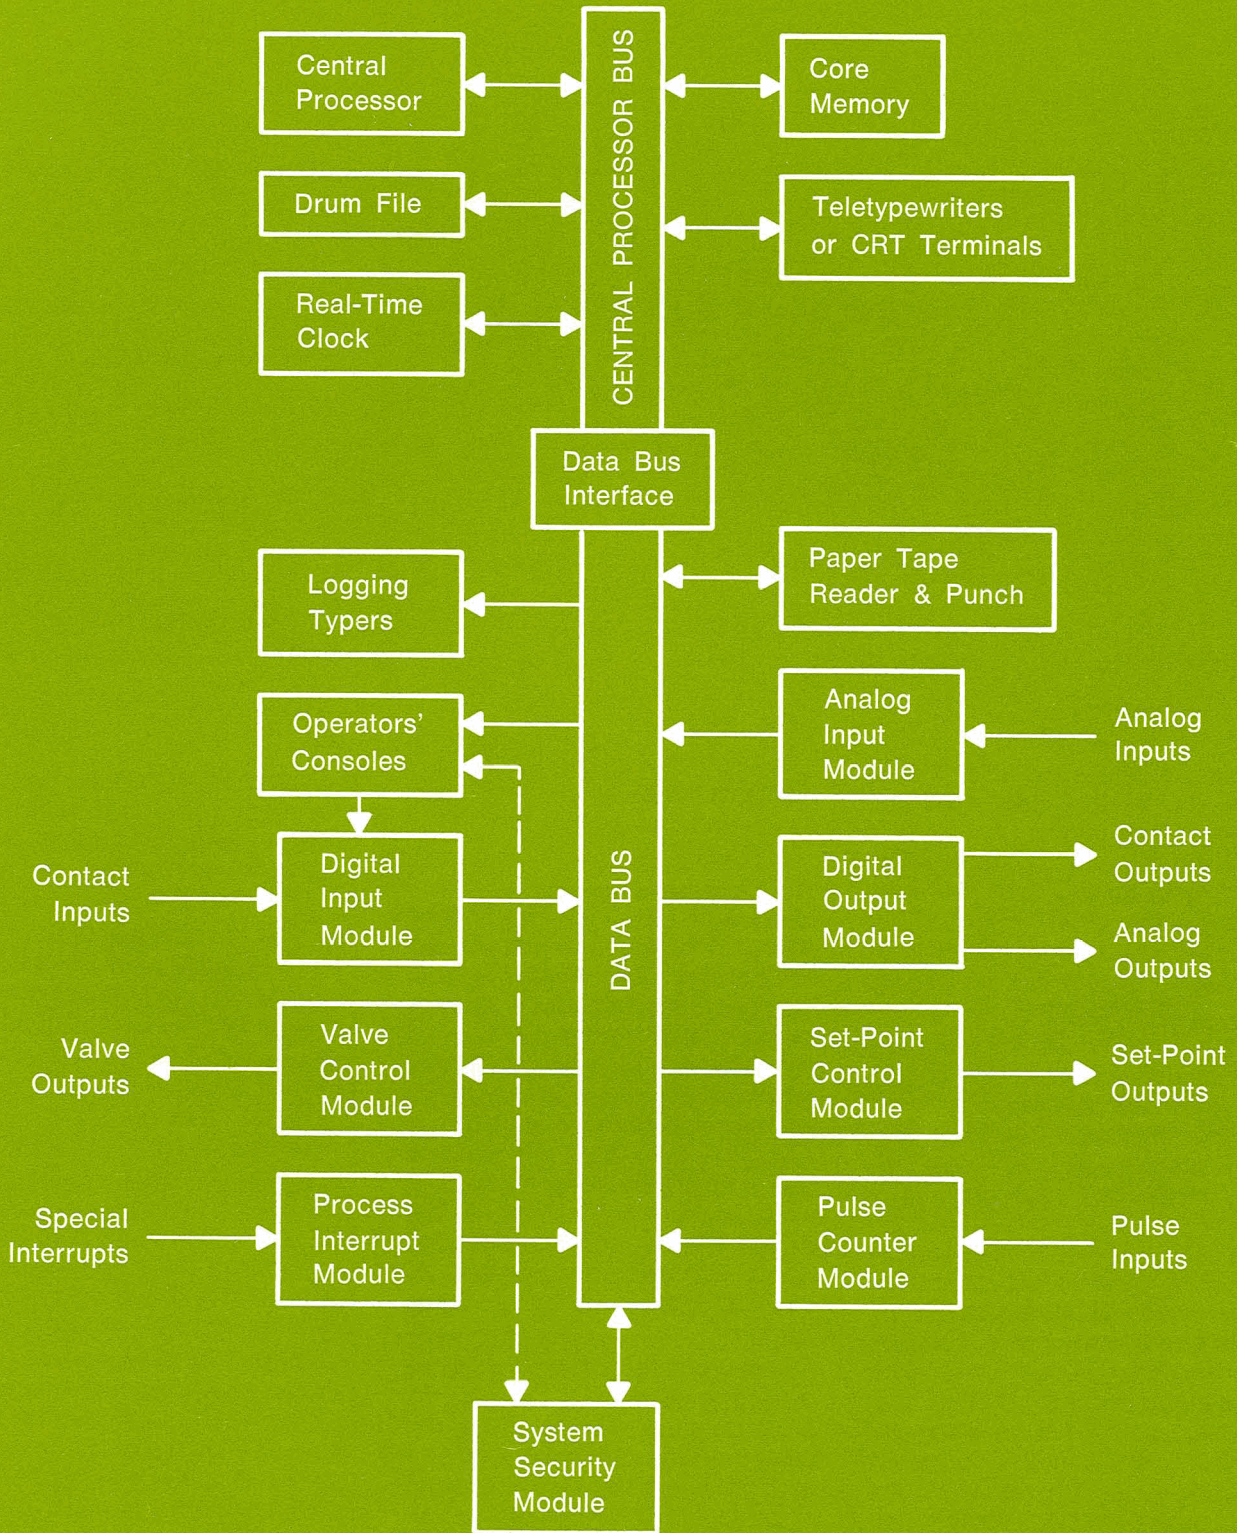 Central
Processor
CENTRAL PROCESSOR BUS
Core
Memory
Drum File
Teletypewriters
or CRT Terminals
Real-Time
Clock
Data Bus
Interface
Logging
Typers
Paper Tape
Reader & Punch
Operators'
Consoles
Analog
Input
Module
Analog
Inputs
Contact
Inputs
Digital
Input
Module
DATA BUS
Digital
Output
Module
Contact
Outputs
Analog
Outputs
Valve
Outputs
Valve
Control
Module
Set-Point
Control
Module
Set-Point
Outputs
Special
Interrupts
Process
Interrupt
Module
Pulse
Counter
Module
Pulse
Inputs
System
Security
Module